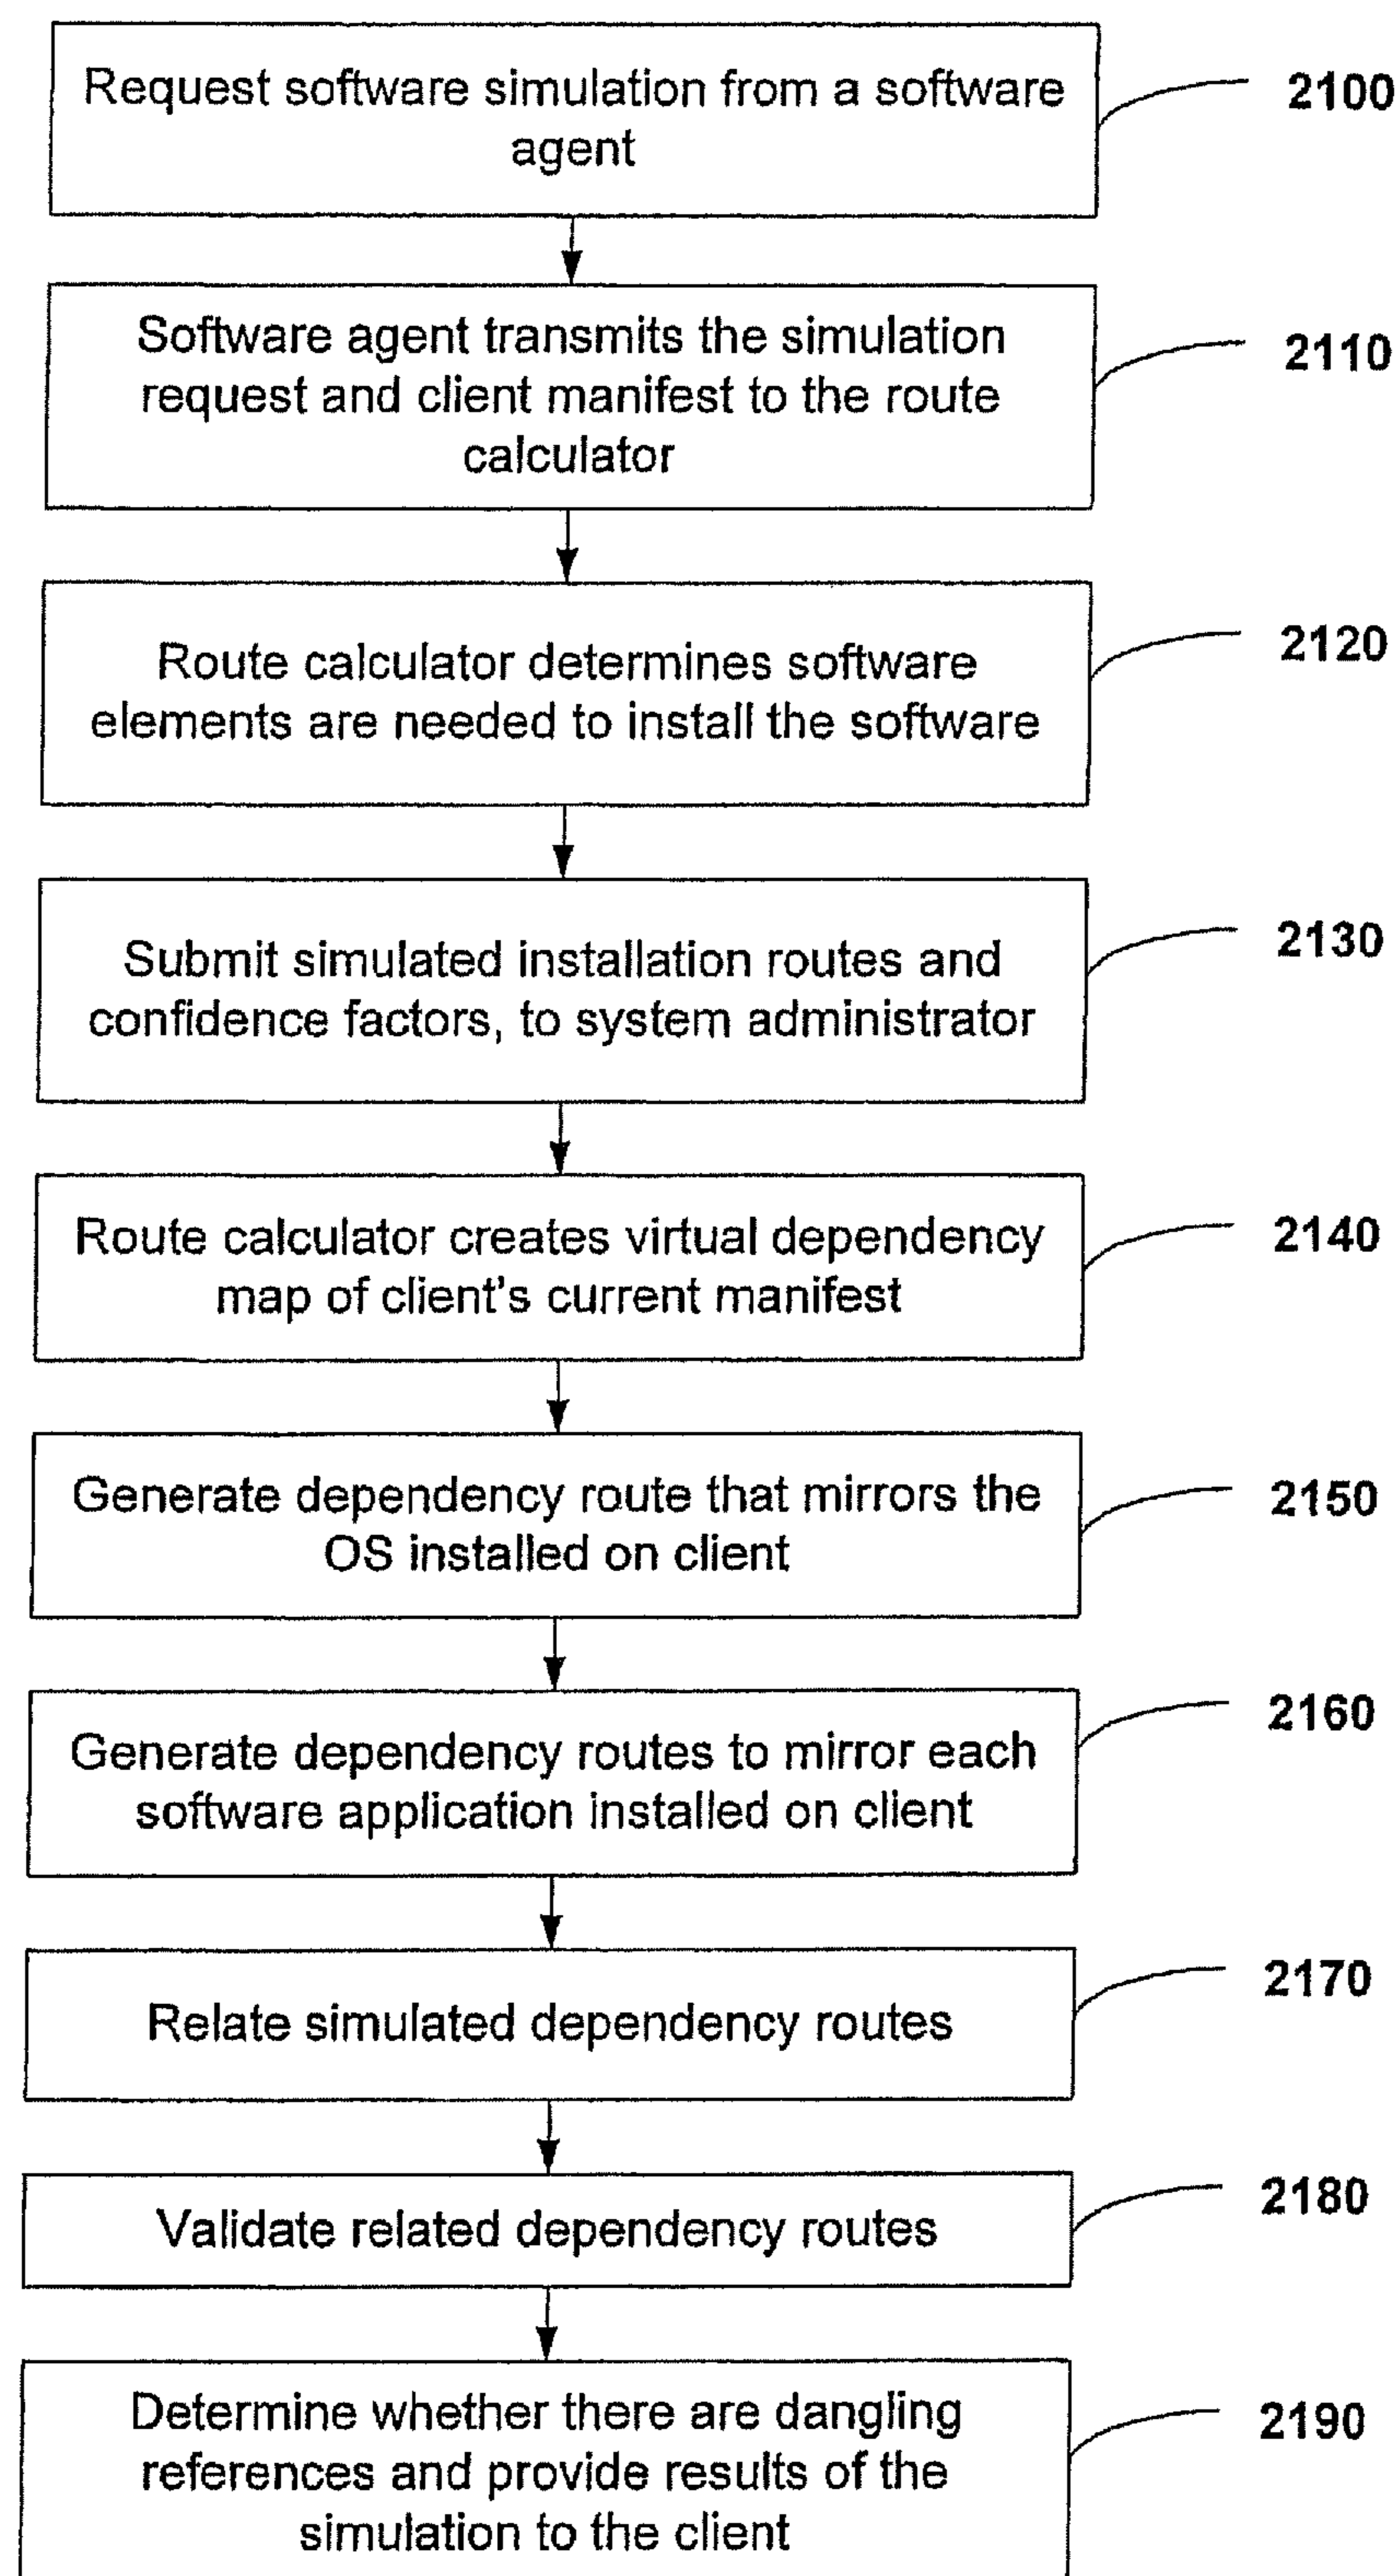 Request software simulation from a software
agent
2100
Software agent transmits the simulation
request and client manifest to the route
calculator
2110
Route calculator determines software
elements are needed to install the software
2120
Submit simulated installation routes and
confidence factors, to system administrator
2130
Route calculator creates virtual dependency
map of client's current manifest
2140
Generate dependency route that mirrors the
OS installed on client
2150
Generate dependency routes to mirror each
software application installed on client
2160
Relate simulated dependency routes
2170
Validate related dependency routes
2180
Determine whether there are dangling
references and provide results of the
simulation to the client
2190